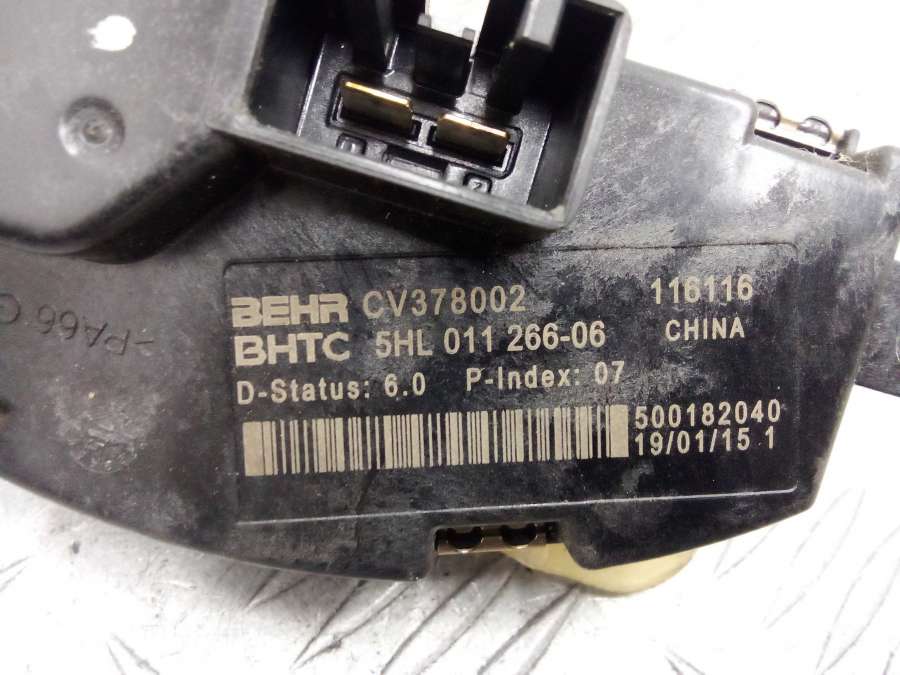 BEHR CV378002 116116
BHTC 5HL 011 266-06 CHINA
D-Status: 6.0 P-Index: 07
500182040
19/01/15 1
-PA66